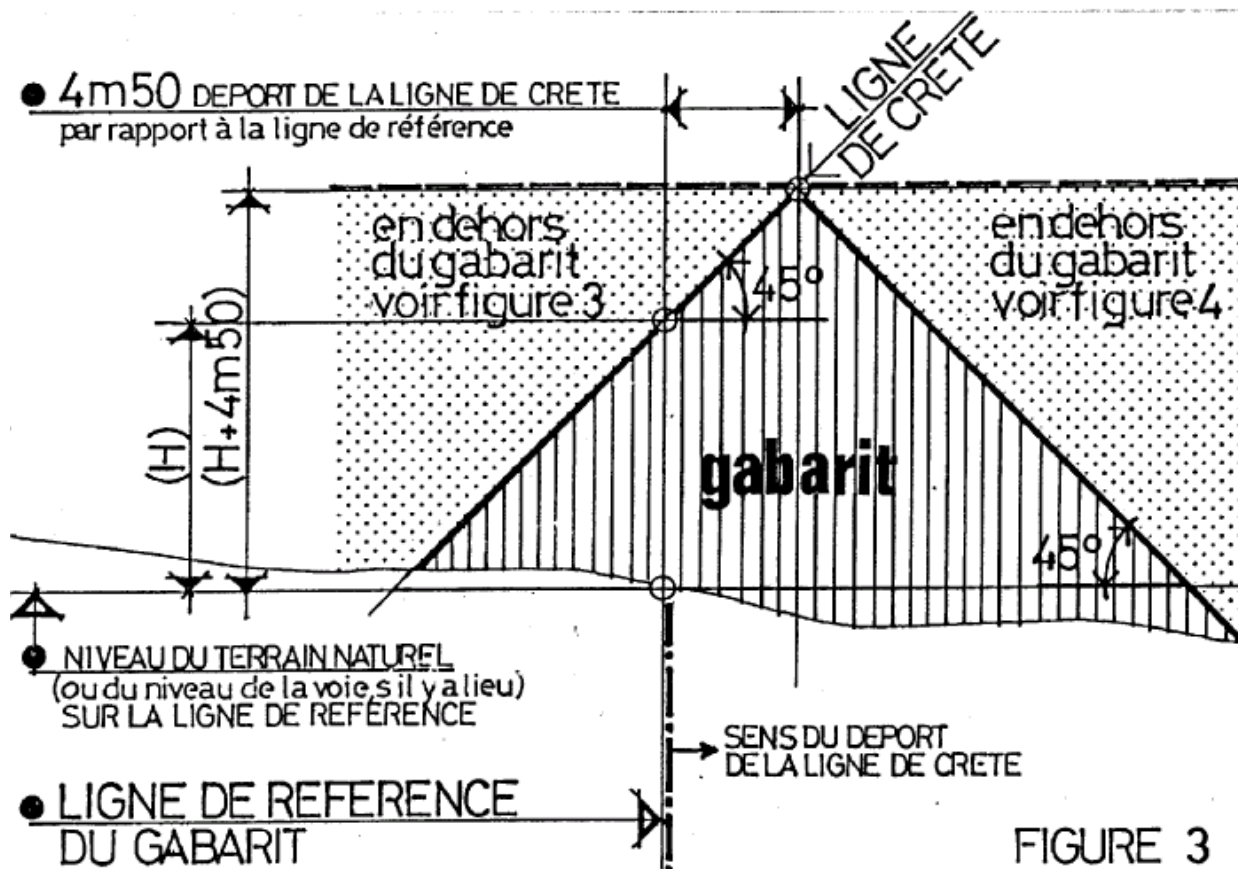 4m50 DEPORT DE LA LIGNE DE CRETE
par rapport à la ligne de référence
LIGNE
DE CRETE
en dehors
du gabarit
voir figure 3
45°
en dehors
du gabarit
voir figure 4
(H)
(H+4m50)
gabarit
45°
NIVEAU DU TERRAIN NATUREL
(ou du niveau de la voie, s il y a lieu)
SUR LA LIGNE DE REFÉRENCE
SENS DU DEPORT
DE LA LIGNE DE CRETE
LIGNE DE REFERENCE
DU GABARIT
FIGURE 3